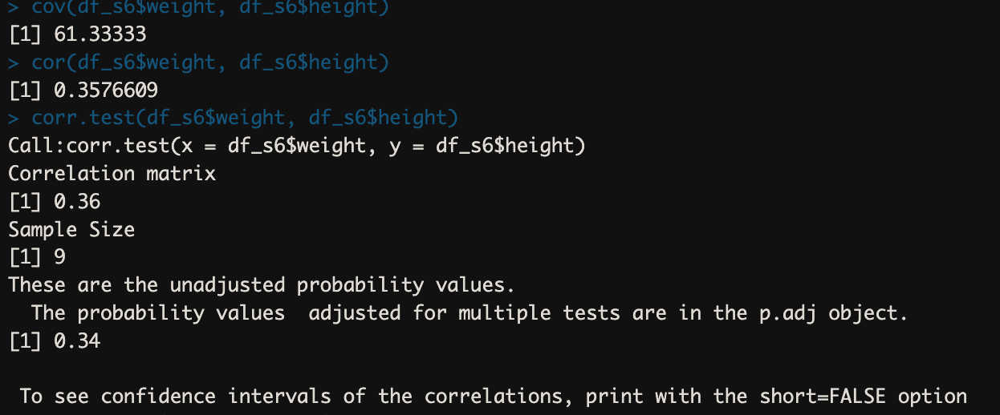 > cov(df_s6$weight, df_s6$height)
[1] 61.33333
> cor(df_s6$weight, df_s6$height)
[1] 0.3576609
> corr.test(df_s6$weight, df_s6$height)
Call:corr.test(x = df_s6$weight, y = df_s6$height)
Correlation matrix
[1] 0.36
Sample Size
[1] 9
These are the unadjusted probability values.
  The probability values  adjusted for multiple tests are in the p.adj object.
[1] 0.34
 To see confidence intervals of the correlations, print with the short=FALSE option